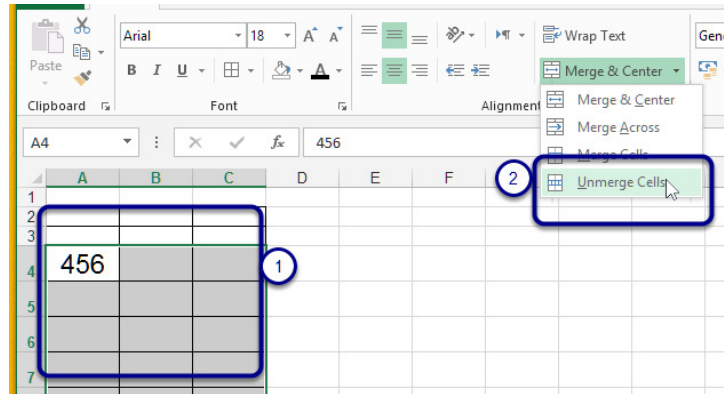 Arial 18 A A Wrap Text Gen
Paste B I U A Merge & Center
Clipboard Font Alignment Merge & Center
Merge Across
A4 fx 456 Merge Cells
A B C D E F 2 Unmerge Cells
1
2
3
4 456 1
5
6
7